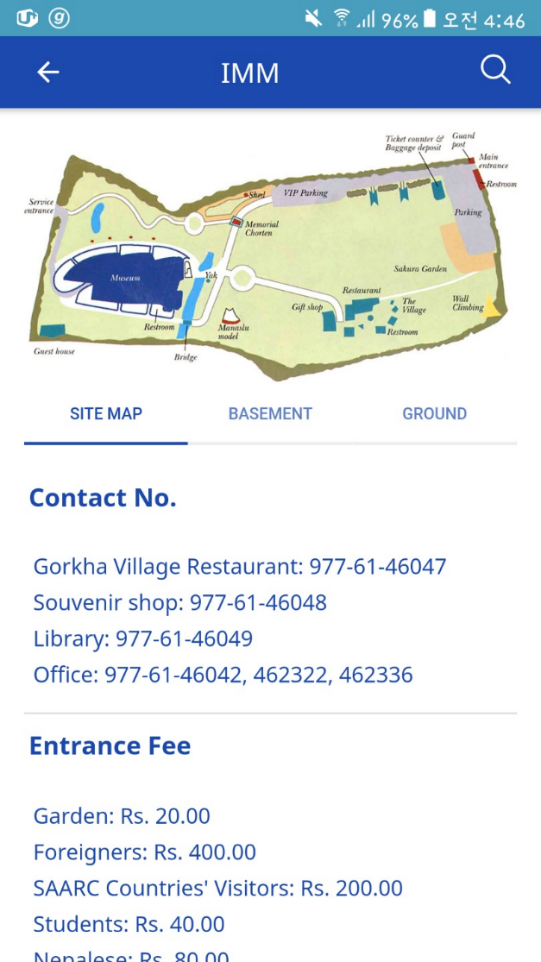 96% 오전 4:46
IMM
Ticket counter & Baggage deposit
Guard post
Main entrance
Restroom
Service entrance
Shed
VIP Parking
Parking
Memorial Chorten
Sakura Garden
Museum
Yak
Restaurant
Gift shop
The Village
Wall Climbing
Restroom
Manaslu model
Restroom
Guest house
Bridge
SITE MAP BASEMENT GROUND
Contact No.
Gorkha Village Restaurant: 977-61-46047
Souvenir shop: 977-61-46048
Library: 977-61-46049
Office: 977-61-46042, 462322, 462336
Entrance Fee
Garden: Rs. 20.00
Foreigners: Rs. 400.00
SAARC Countries' Visitors: Rs. 200.00
Students: Rs. 40.00
Nepalese: Rs. 80.00